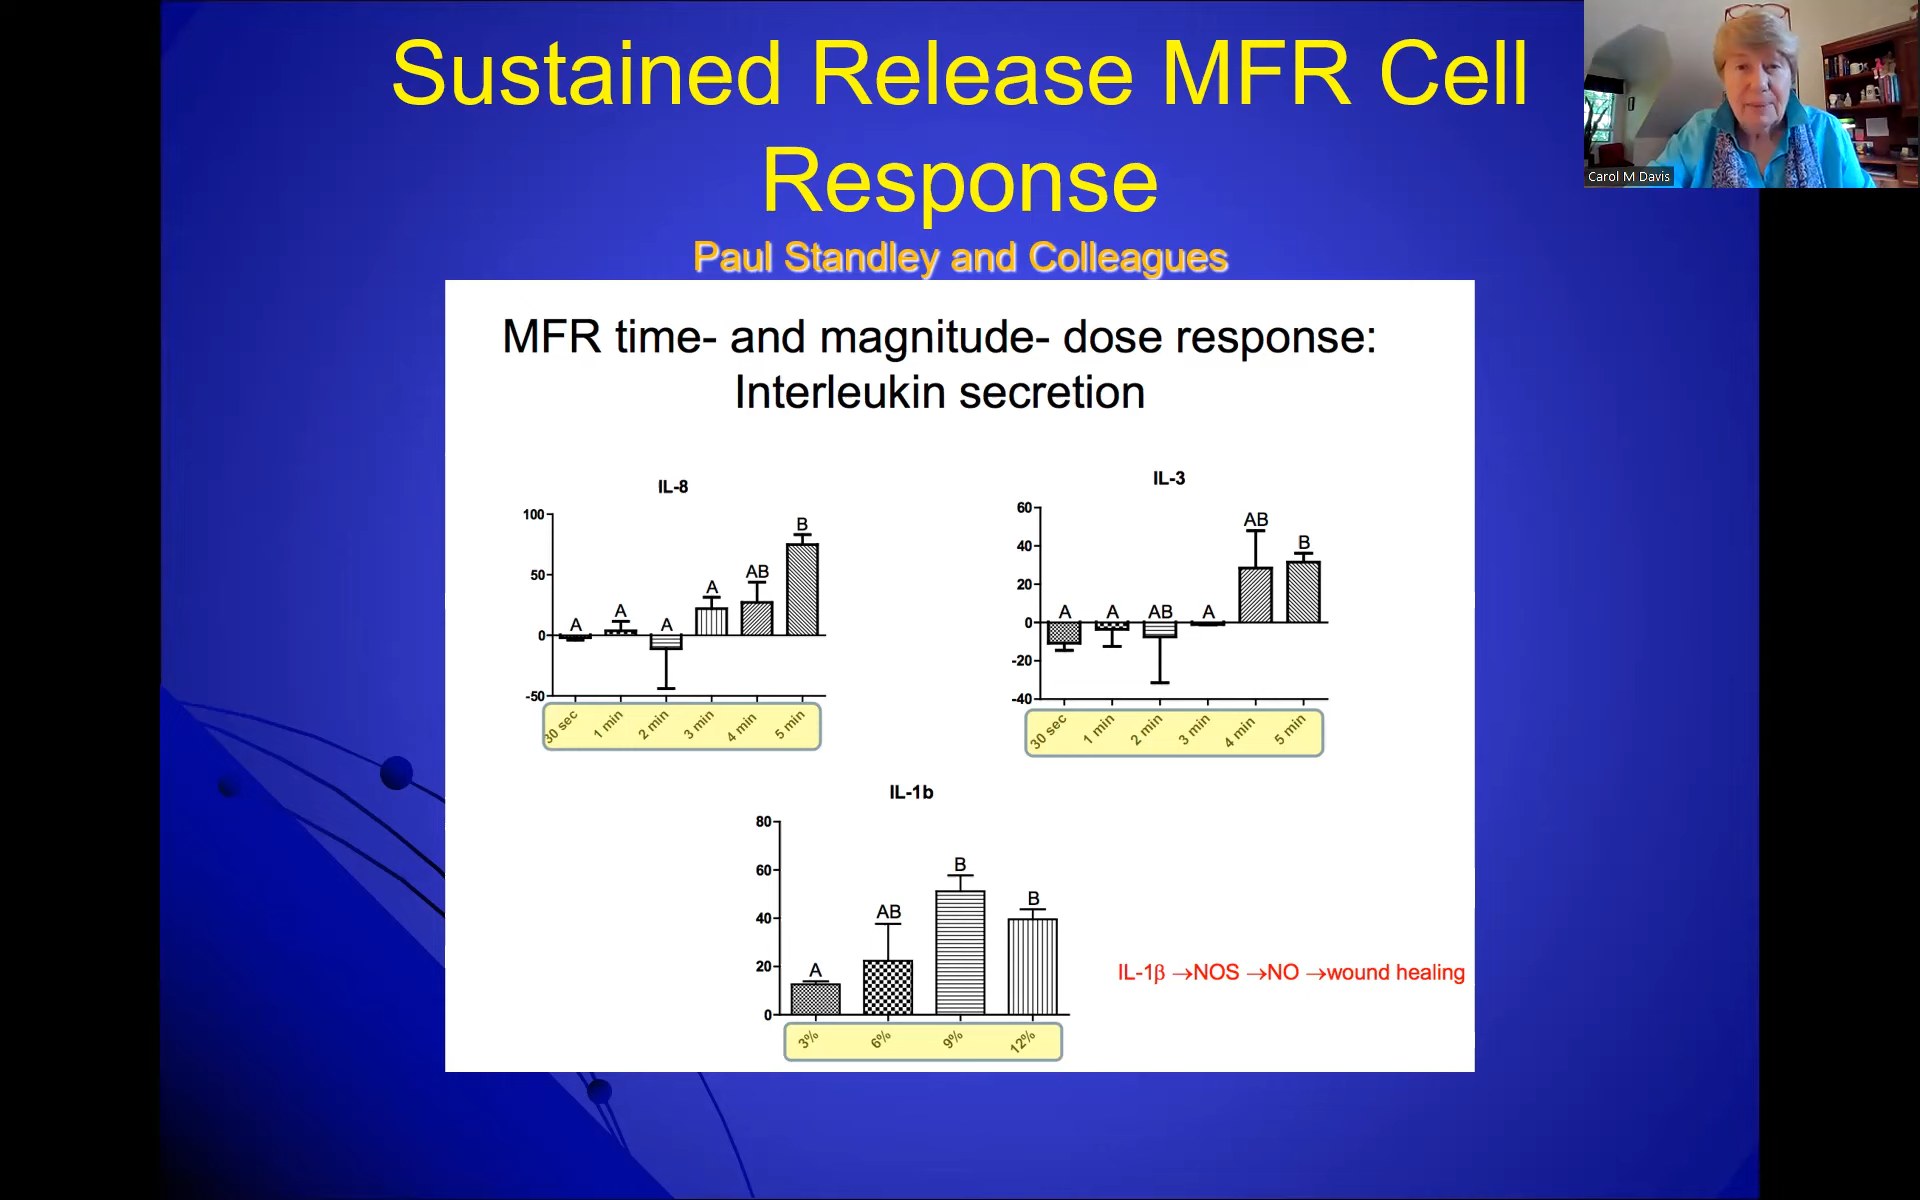 Sustained Release MFR Cell
Response
Paul Standley and Colleagues
Carol M Davis
MFR time- and magnitude- dose response:
Interleukin secretion
IL-8
100
50
0
-50
A
A
A
A
AB
B
30 sec
1 min
2 min
3 min
4 min
5 min
IL-3
60
40
20
0
-20
-40
A
A
AB
A
AB
B
30 sec
1 min
2 min
3 min
4 min
5 min
IL-1b
80
60
40
20
0
A
AB
B
B
3%
6%
9%
12%
IL-1β →NOS →NO →wound healing